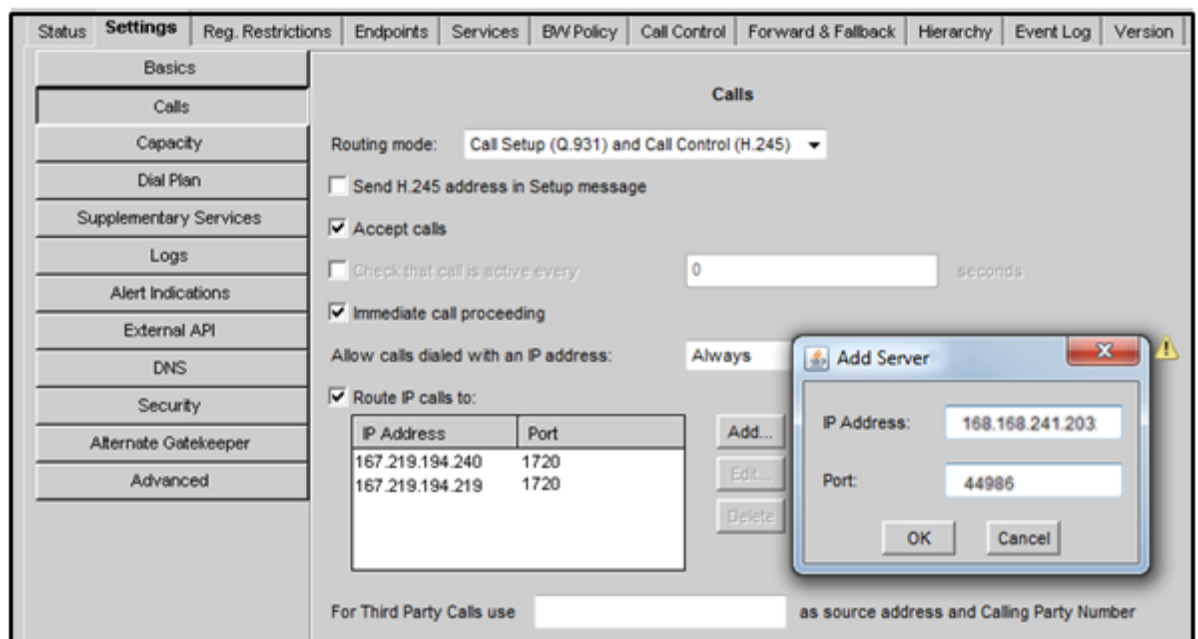 Status Settings Reg. Restrictions Endpoints Services BW Policy Call Control Forward & Fallback Hierarchy Event Log Version
Basics
Calls
Capacity
Dial Plan
Supplementary Services
Logs
Alert Indications
External API
DNS
Security
Alternate Gatekeeper
Advanced
Calls
Routing mode: Call Setup (Q.931) and Call Control (H.245)
Send H.245 address in Setup message
Accept calls
Check that call is active every 0 seconds
Immediate call proceeding
Allow calls dialed with an IP address: Always
Route IP calls to:
IP Address Port
167.219.194.240 1720
167.219.194.219 1720
Add...
Edit...
Delete
For Third Party Calls use as source address and Calling Party Number
Add Server
IP Address: 168.168.241.203:
Port: 44986
OK Cancel